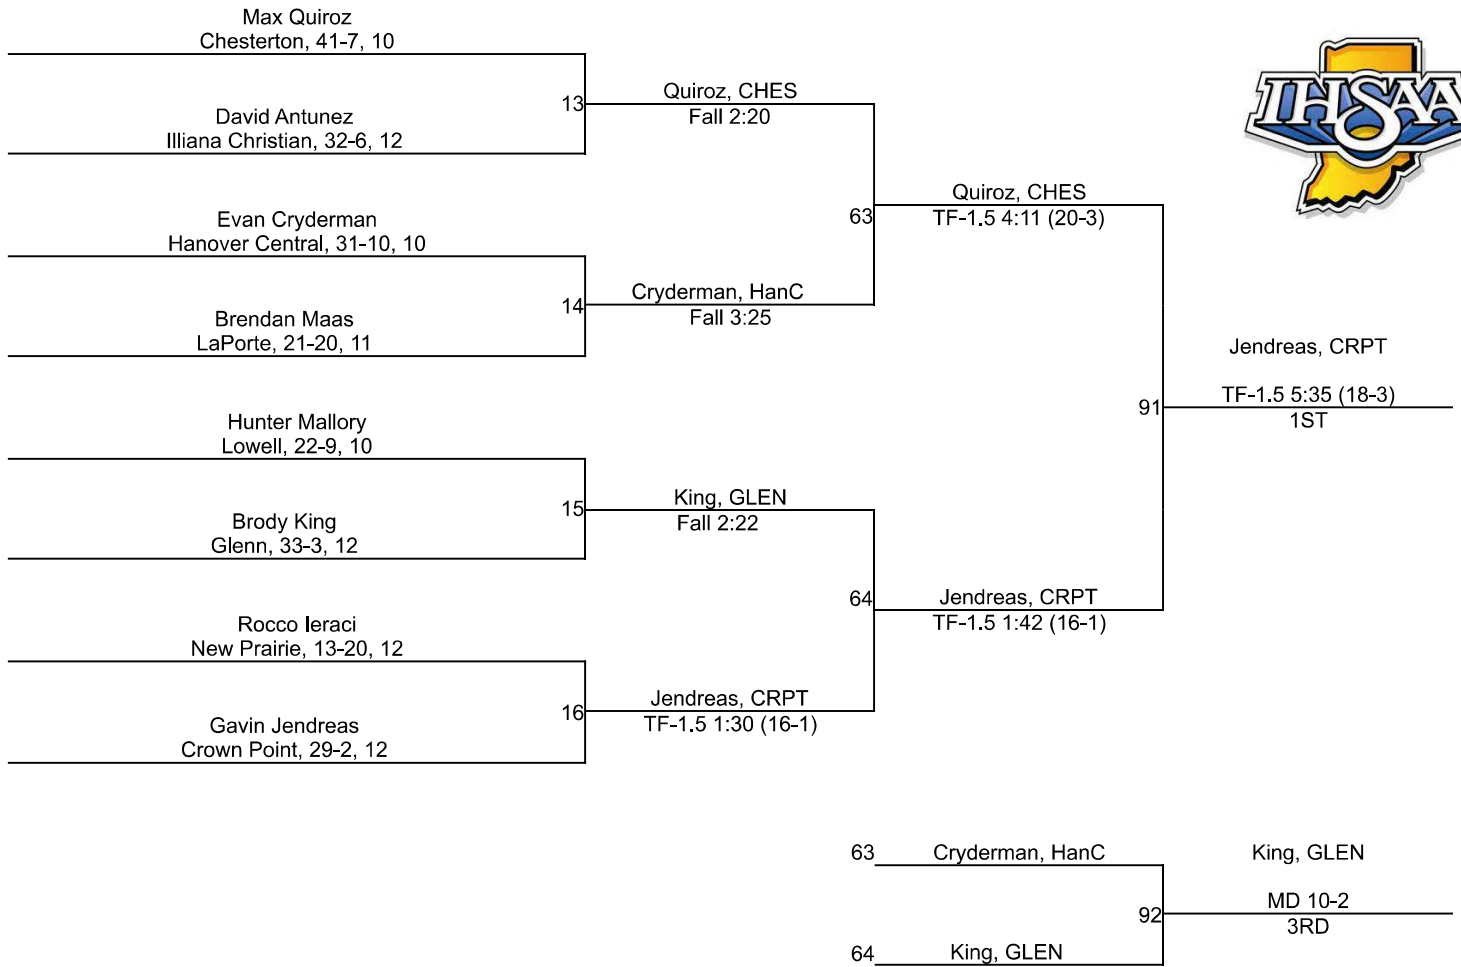 Max Quiroz
Chesterton, 41-7, 10
13
Quiroz, CHES
Fall 2:20
David Antunez
Illiana Christian, 32-6, 12
IHSAA
63
Quiroz, CHES
TF-1.5 4:11 (20-3)
Evan Cryderman
Hanover Central, 31-10, 10
14
Cryderman, HanC
Fall 3:25
Brendan Maas
LaPorte, 21-20, 11
91
Jendreas, CRPT
TF-1.5 5:35 (18-3)
1ST
Hunter Mallory
Lowell, 22-9, 10
15
King, GLEN
Fall 2:22
Brody King
Glenn, 33-3, 12
64
Jendreas, CRPT
TF-1.5 1:42 (16-1)
Rocco Ieraci
New Prairie, 13-20, 12
16
Jendreas, CRPT
TF-1.5 1:30 (16-1)
Gavin Jendreas
Crown Point, 29-2, 12
63
Cryderman, HanC
King, GLEN
92
MD 10-2
3RD
64
King, GLEN